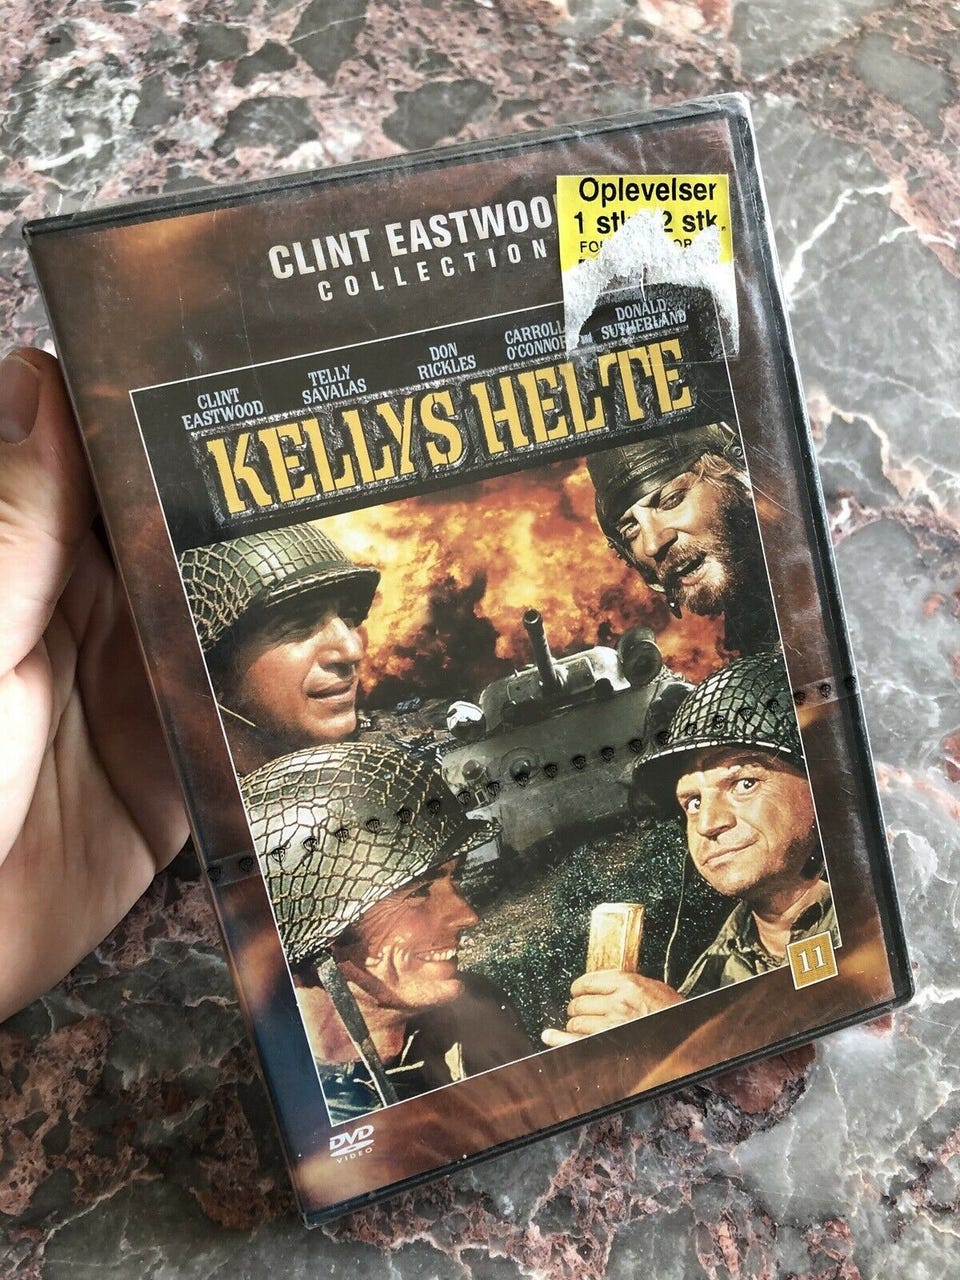 CLINT EASTWOO
COLLECTION
Oplevelser
1 stk 2 stk.
CLINT EASTWOOD
TELLY SAVALAS
DON RICKLES
CARROLL O'CONNOR
DONALD SUTHERLAND
KELLYS HELTE
11
DVD
VIDEO